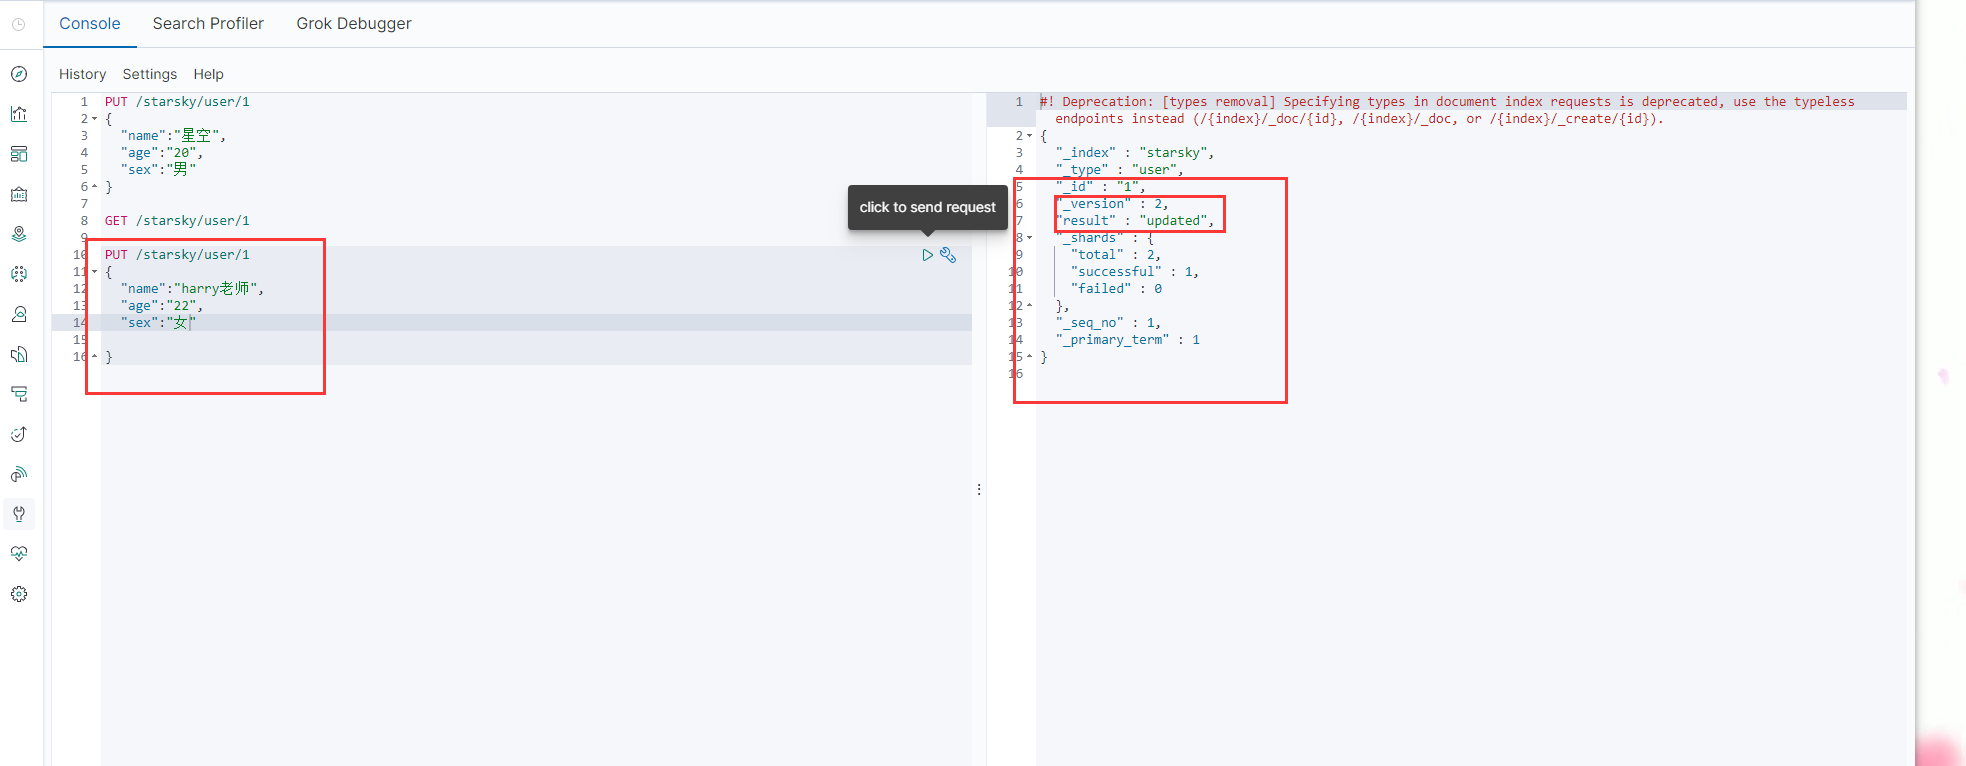 Console Search Profiler Grok Debugger
History Settings Help
1 PUT /starsky/user/1
2 {
3 "name":"星空",
4 "age":"20",
5 "sex":"男"
6 }
7
8 GET /starsky/user/1
9
10 PUT /starsky/user/1
11 {
12 "name":"harry老师",
13 "age":"22",
14 "sex":"女"
15
16 }
click to send request
1 #! Deprecation: [types removal] Specifying types in document index requests is deprecated, use the typeless
endpoints instead (/{index}/_doc/{id}, /{index}/_doc, or /{index}/_create/{id}).
2 {
3 "_index" : "starsky",
4 "_type" : "user",
5 "_id" : "1",
6 "_version" : 2,
7 "result" : "updated",
8 "_shards" : {
9 "total" : 2,
10 "successful" : 1,
11 "failed" : 0
12 },
13 "_seq_no" : 1,
14 "_primary_term" : 1
15 }
16